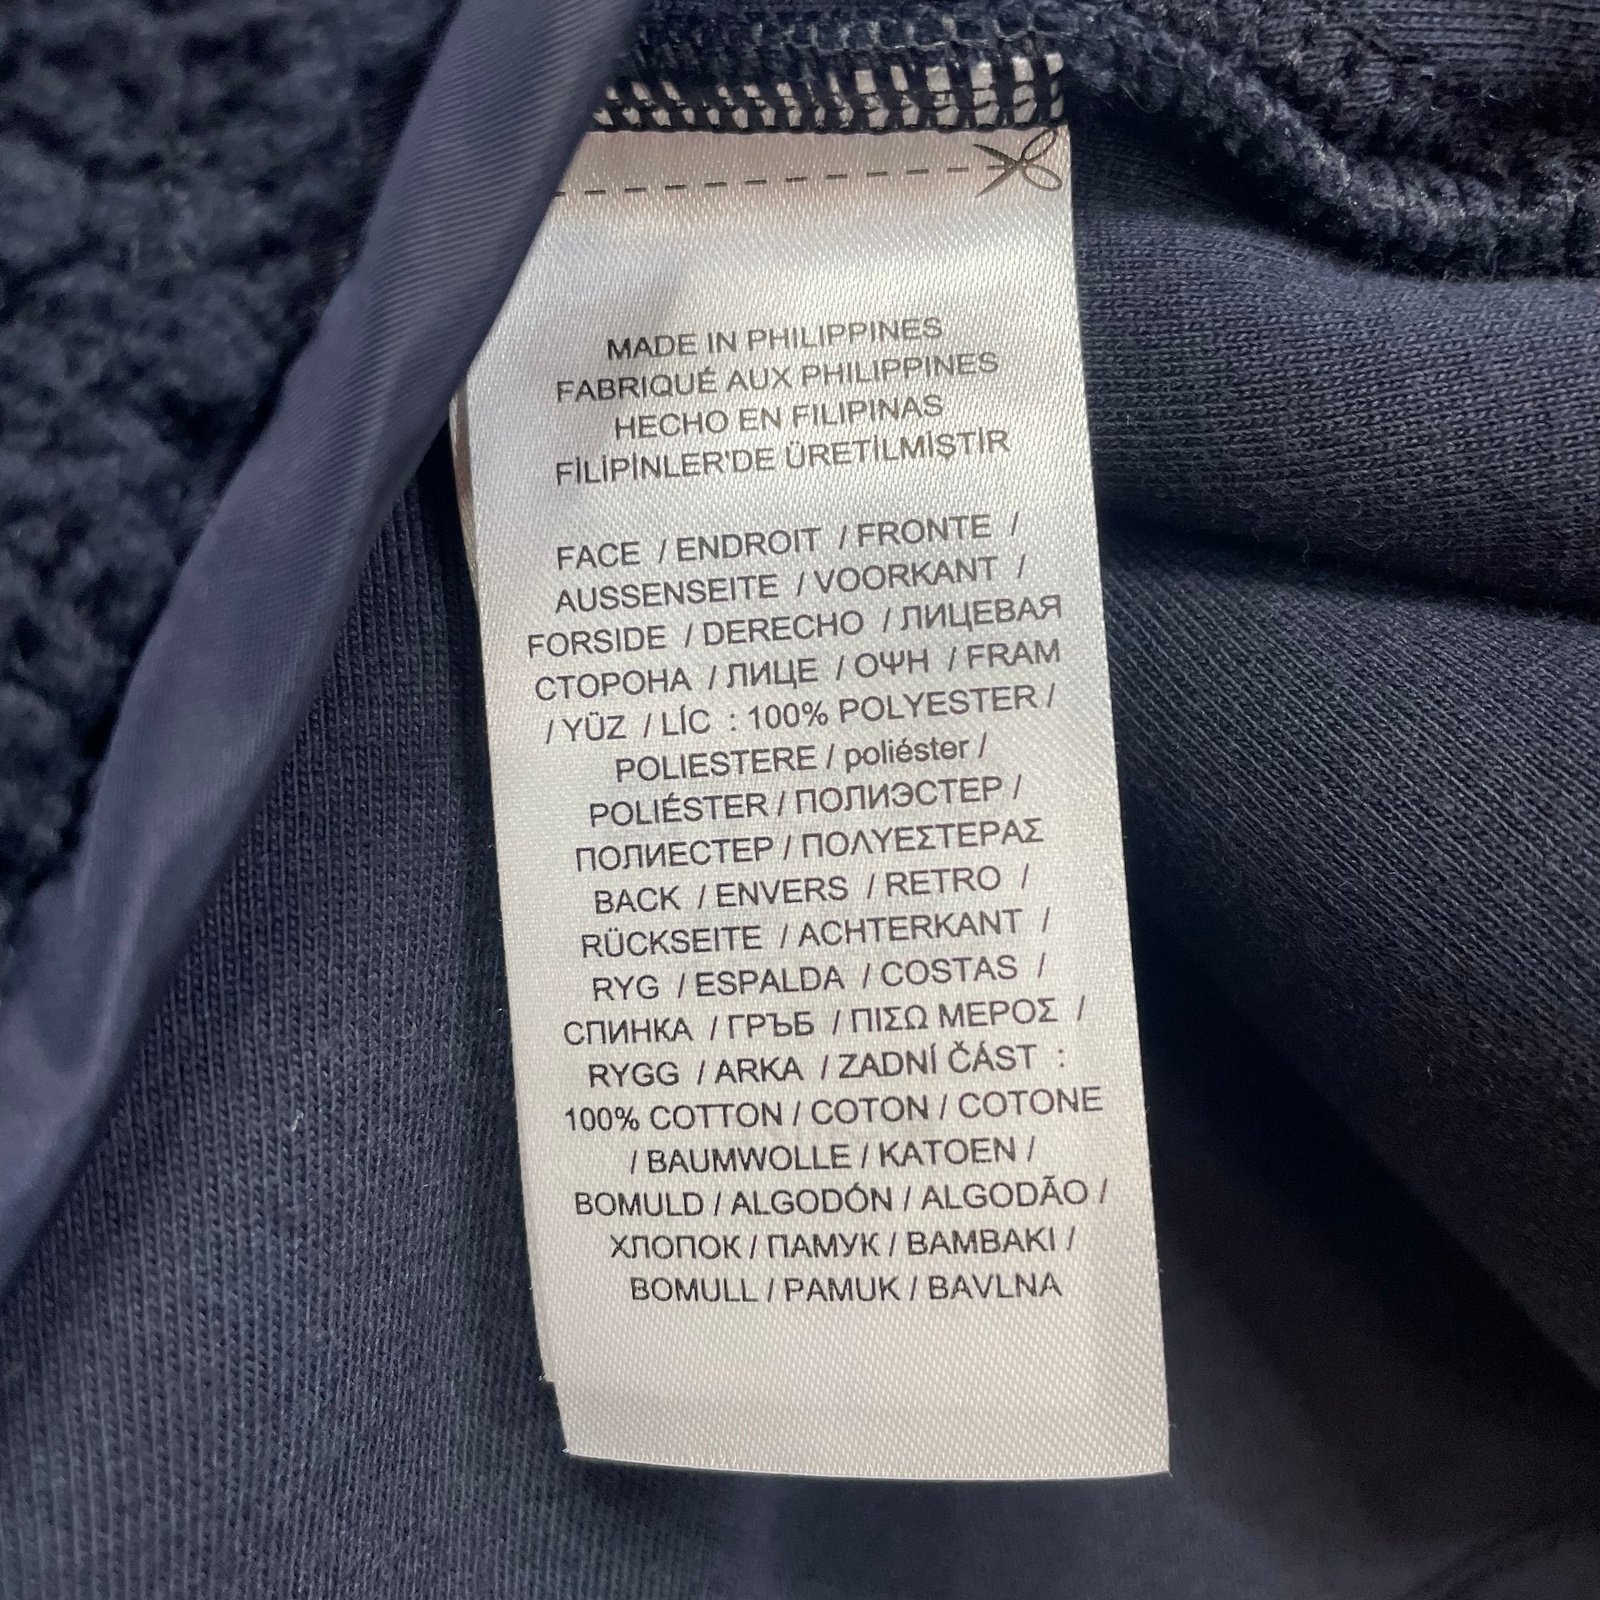 MADE IN PHILIPPINES
FABRIQUÉ AUX PHILIPPINES
HECHO EN FILIPINAS
FİLİPİNLER'DE ÜRETİLMİŞTİR
FACE / ENDROIT / FRONTE /
AUSSENSEITE / VOORKANT /
FORSIDE / DERECHO / ЛИЦЕВАЯ
СТОРОНА / ЛИЦЕ / ΟΨΗ / FRAM
/ YÜZ / LÍC : 100% POLYESTER /
POLIESTERE / poliéster /
POLIÉSTER / ПОЛИЭСТЕР /
ПОЛИЕСТЕР / ΠΟΛΥΕΣΤΕΡΑΣ
BACK / ENVERS / RETRO /
RÜCKSEITE / ACHTERKANT /
RYG / ESPALDA / COSTAS /
СПИНКА / ГРЪБ / ΠΙΣΩ ΜΕΡΟΣ /
RYGG / ARKA / ZADNÍ ČÁST :
100% COTTON / COTON / COTONE
/ BAUMWOLLE / KATOEN /
BOMULD / ALGODÓN / ALGODÃO /
ХЛОПОК / ПАМУК / BAMBAKI /
BOMULL / PAMUK / BAVLNA